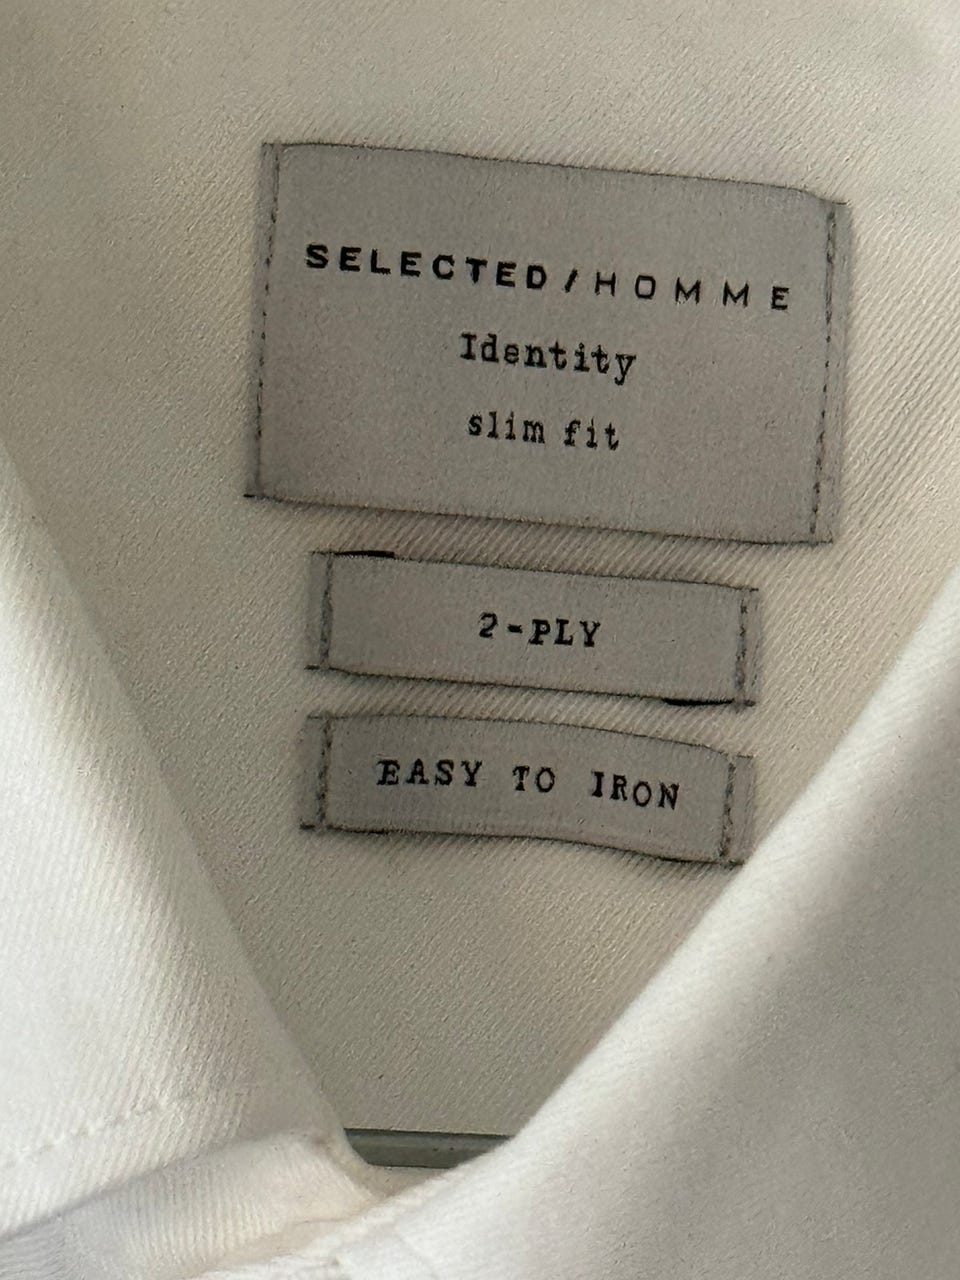 SELECTED/HOMME
Identity
slim fit
2-PLY
EASY TO IRON